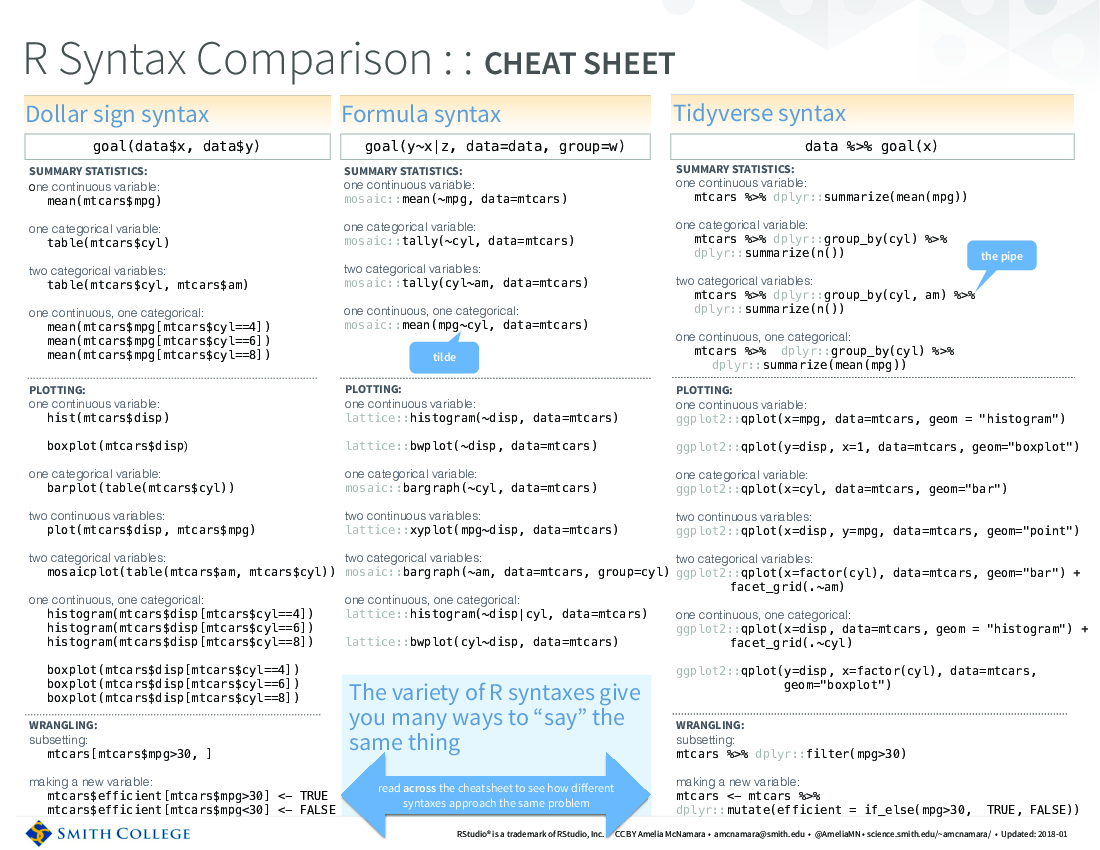 R Syntax Comparison : : CHEAT SHEET
Dollar sign syntax
goal(data$x, data$y)
SUMMARY STATISTICS:
one continuous variable:
mean(mtcars$mpg)
one categorical variable:
table(mtcars$cyl)
two categorical variables:
table(mtcars$cyl, mtcars$am)
one continuous, one categorical:
mean(mtcars$mpg[mtcars$cyl==4])
mean(mtcars$mpg[mtcars$cyl==6])
mean(mtcars$mpg[mtcars$cyl==8])
PLOTTING:
one continuous variable:
hist(mtcars$disp)
boxplot(mtcars$disp)
one categorical variable:
barplot(table(mtcars$cyl))
two continuous variables:
plot(mtcars$disp, mtcars$mpg)
two categorical variables:
mosaicplot(table(mtcars$am, mtcars$cyl))
one continuous, one categorical:
histogram(mtcars$disp[mtcars$cyl==4])
histogram(mtcars$disp[mtcars$cyl==6])
histogram(mtcars$disp[mtcars$cyl==8])
boxplot(mtcars$disp[mtcars$cyl==4])
boxplot(mtcars$disp[mtcars$cyl==6])
boxplot(mtcars$disp[mtcars$cyl==8])
WRANGLING:
subsetting:
mtcars[mtcars$mpg>30, ]
making a new variable:
mtcars$efficient[mtcars$mpg>30] <- TRUE
mtcars$efficient[mtcars$mpg<30] <- FALSE
Formula syntax
goal(y~x|z, data=data, group=w)
SUMMARY STATISTICS:
one continuous variable:
mosaic::mean(~mpg, data=mtcars)
one categorical variable:
mosaic::tally(~cyl, data=mtcars)
two categorical variables:
mosaic::tally(cyl~am, data=mtcars)
one continuous, one categorical:
mosaic::mean(mpg~cyl, data=mtcars)
tilde
PLOTTING:
one continuous variable:
lattice::histogram(~disp, data=mtcars)
lattice::bwplot(~disp, data=mtcars)
one categorical variable:
mosaic::bargraph(~cyl, data=mtcars)
two continuous variables:
lattice::xyplot(mpg~disp, data=mtcars)
two categorical variables:
mosaic::bargraph(~am, data=mtcars, group=cyl)
one continuous, one categorical:
lattice::histogram(~disp|cyl, data=mtcars)
lattice::bwplot(cyl~disp, data=mtcars)
The variety of R syntaxes give
you many ways to “say” the
same thing
read across the cheatsheet to see how different
syntaxes approach the same problem
Tidyverse syntax
data %>% goal(x)
SUMMARY STATISTICS:
one continuous variable:
mtcars %>% dplyr::summarize(mean(mpg))
one categorical variable:
mtcars %>% dplyr::group_by(cyl) %>%
dplyr::summarize(n())
the pipe
two categorical variables:
mtcars %>% dplyr::group_by(cyl, am) %>%
dplyr::summarize(n())
one continuous, one categorical:
mtcars %>% dplyr::group_by(cyl) %>%
dplyr::summarize(mean(mpg))
PLOTTING:
one continuous variable:
ggplot2::qplot(x=mpg, data=mtcars, geom = "histogram")
ggplot2::qplot(y=disp, x=1, data=mtcars, geom="boxplot")
one categorical variable:
ggplot2::qplot(x=cyl, data=mtcars, geom="bar")
two continuous variables:
ggplot2::qplot(x=disp, y=mpg, data=mtcars, geom="point")
two categorical variables:
ggplot2::qplot(x=factor(cyl), data=mtcars, geom="bar") +
facet_grid(.~am)
one continuous, one categorical:
ggplot2::qplot(x=disp, data=mtcars, geom = "histogram") +
facet_grid(.~cyl)
ggplot2::qplot(y=disp, x=factor(cyl), data=mtcars,
geom="boxplot")
WRANGLING:
subsetting:
mtcars %>% dplyr::filter(mpg>30)
making a new variable:
mtcars <- mtcars %>%
dplyr::mutate(efficient = if_else(mpg>30, TRUE, FALSE))
SMITH COLLEGE
RStudio® is a trademark of RStudio, Inc. CC BY Amelia McNamara • amcnamara@smith.edu • @AmeliaMN • science.smith.edu/~amcnamara/ • Updated: 2018-01